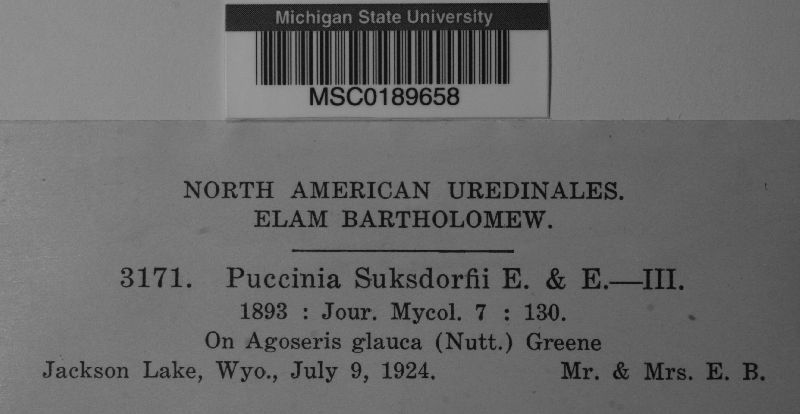 Michigan State University
MSC0189658
NORTH AMERICAN UREDINALES.
ELAM BARTHOLOMEW.
3171. Puccinia Suksdorfii E. & E.—III.
1893 : Jour. Mycol. 7 : 130.
On Agoseris glauca (Nutt.) Greene
Jackson Lake, Wyo., July 9, 1924. Mr. & Mrs. E. B.